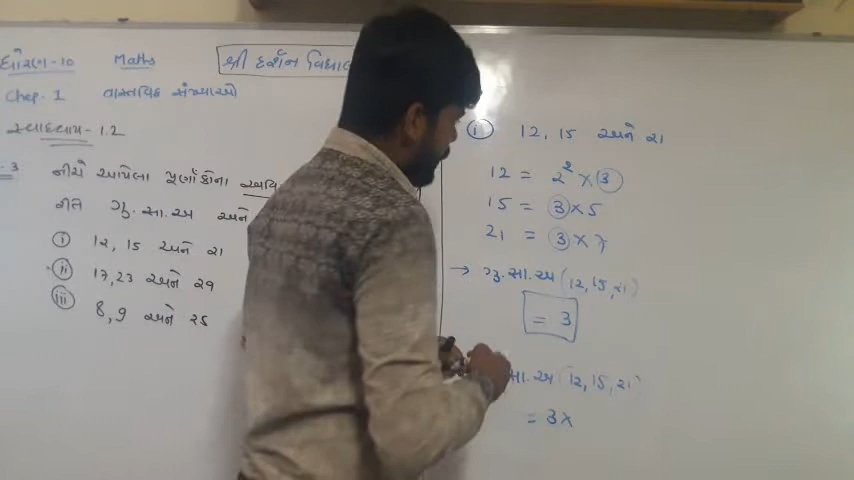 ધોરણ-10 Maths શ્રી દર્શન
Chep. 1 વાસ્તવિક સંખ્યાઓ
સ્વાધ્યાય-1.2
3 નીચે આપેલા પૂર્ણાંકોના
રીતે ગુ.સા.અ અને
(i) 12, 15 અને 21
(ii) 17, 23 અને 29
(iii) 8, 9 અને 25
(i) 12, 15 અને 21
12 = 2² × 3
15 = 3 × 5
21 = 3 × 7
→ ગુ.સા.અ (12, 15, 21)
= 3
સા.અ (12, 15, 21)
= 3 ×